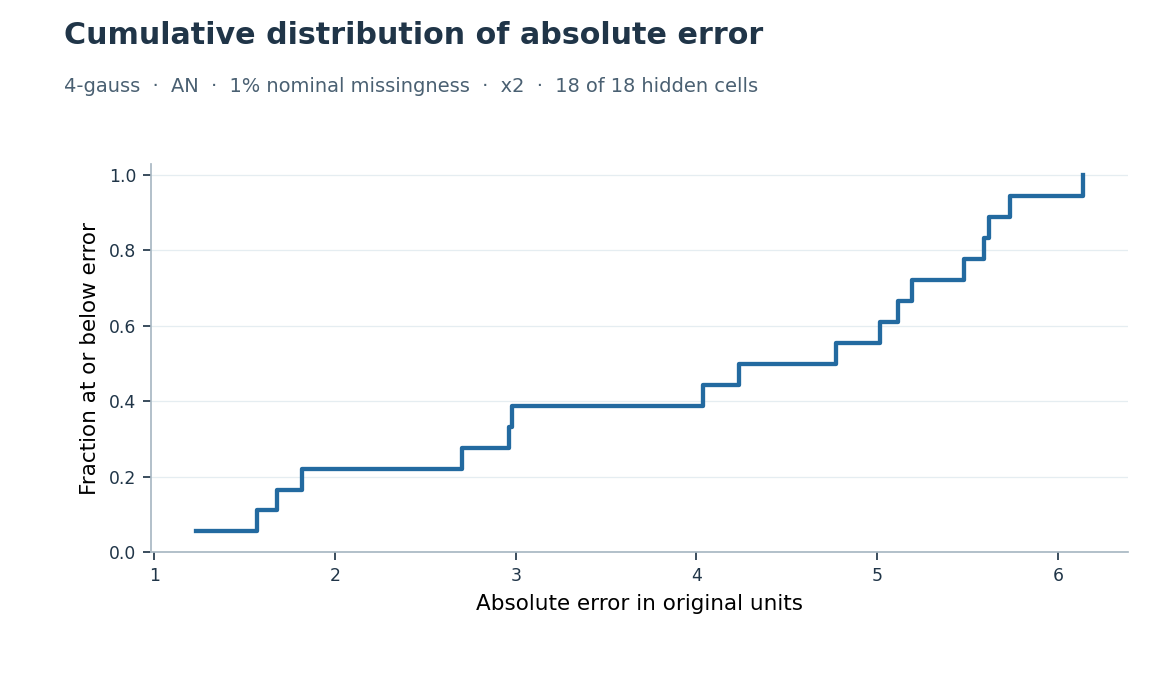 Cumulative distribution of absolute error
4-gauss · AN · 1% nominal missingness · x2 · 18 of 18 hidden cells
Fraction at or below error
1.0
0.8
0.6
0.4
0.2
0.0
1 2 3 4 5 6
Absolute error in original units